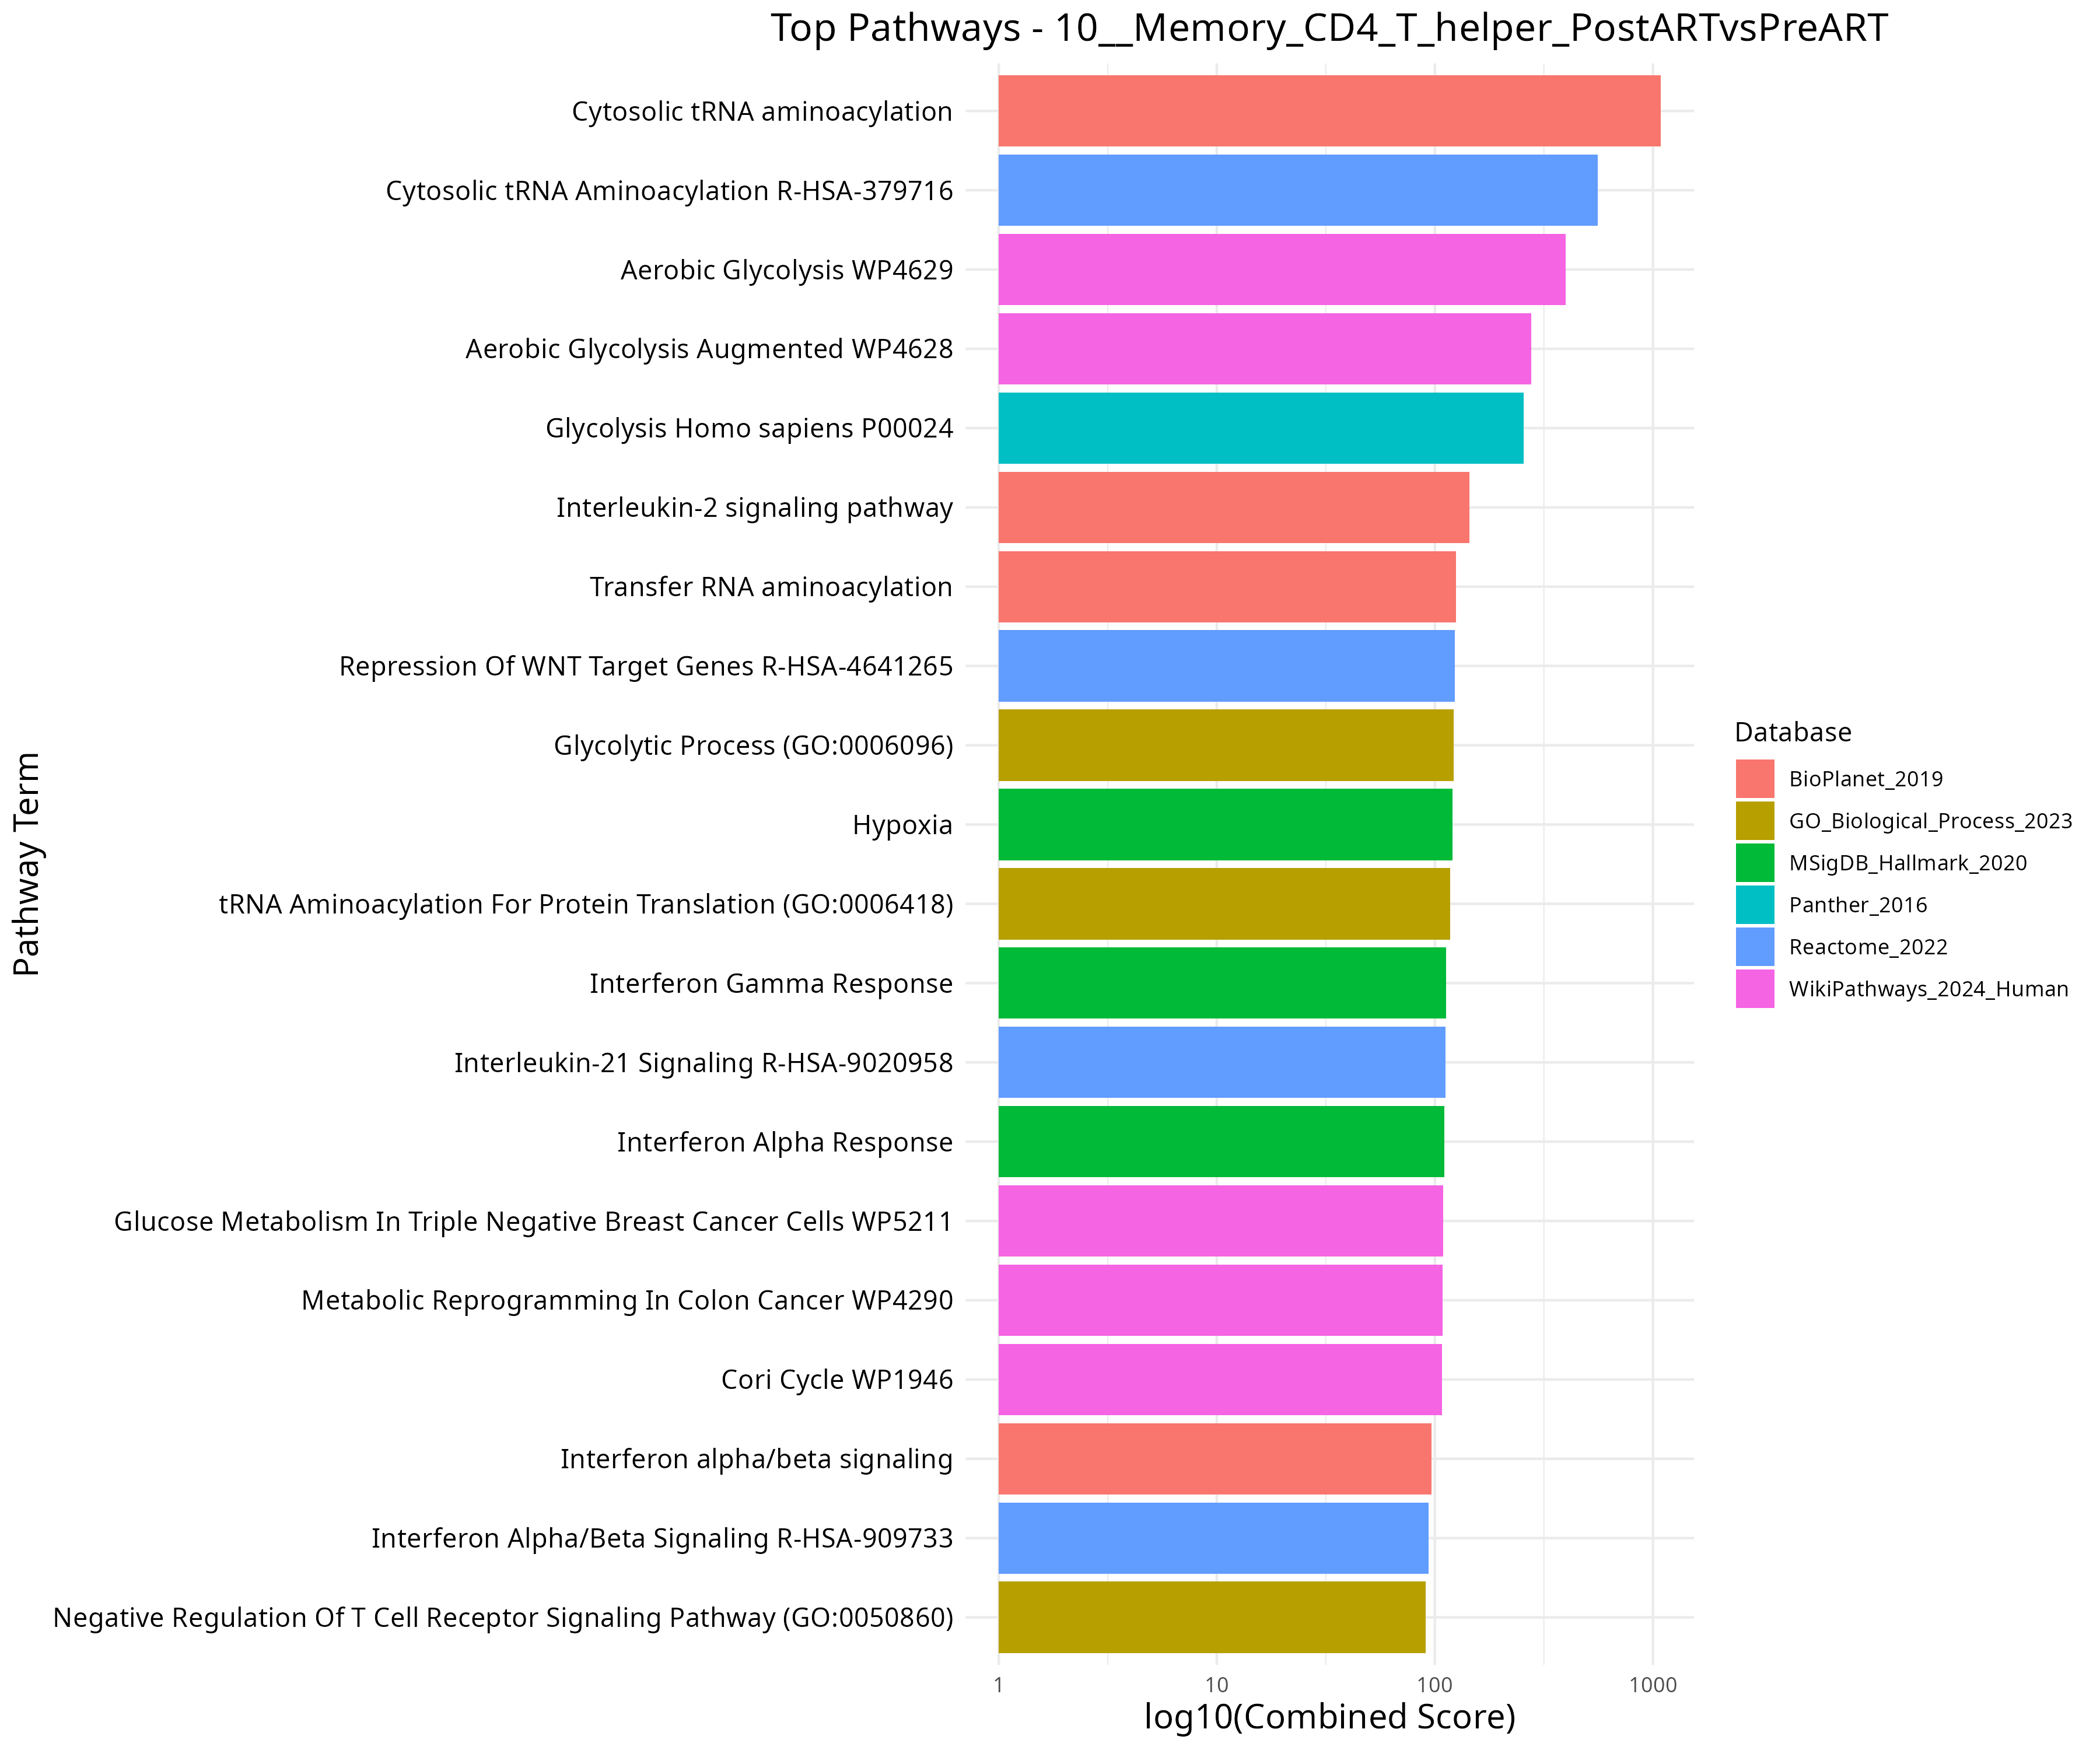 Top Pathways - 10__Memory_CD4_T_helper_PostARTvsPreART
Pathway Term
Cytosolic tRNA aminoacylation
Cytosolic tRNA Aminoacylation R-HSA-379716
Aerobic Glycolysis WP4629
Aerobic Glycolysis Augmented WP4628
Glycolysis Homo sapiens P00024
Interleukin-2 signaling pathway
Transfer RNA aminoacylation
Repression Of WNT Target Genes R-HSA-4641265
Glycolytic Process (GO:0006096)
Hypoxia
tRNA Aminoacylation For Protein Translation (GO:0006418)
Interferon Gamma Response
Interleukin-21 Signaling R-HSA-9020958
Interferon Alpha Response
Glucose Metabolism In Triple Negative Breast Cancer Cells WP5211
Metabolic Reprogramming In Colon Cancer WP4290
Cori Cycle WP1946
Interferon alpha/beta signaling
Interferon Alpha/Beta Signaling R-HSA-909733
Negative Regulation Of T Cell Receptor Signaling Pathway (GO:0050860)
1 10 100 1000
log10(Combined Score)
Database
BioPlanet_2019
GO_Biological_Process_2023
MSigDB_Hallmark_2020
Panther_2016
Reactome_2022
WikiPathways_2024_Human